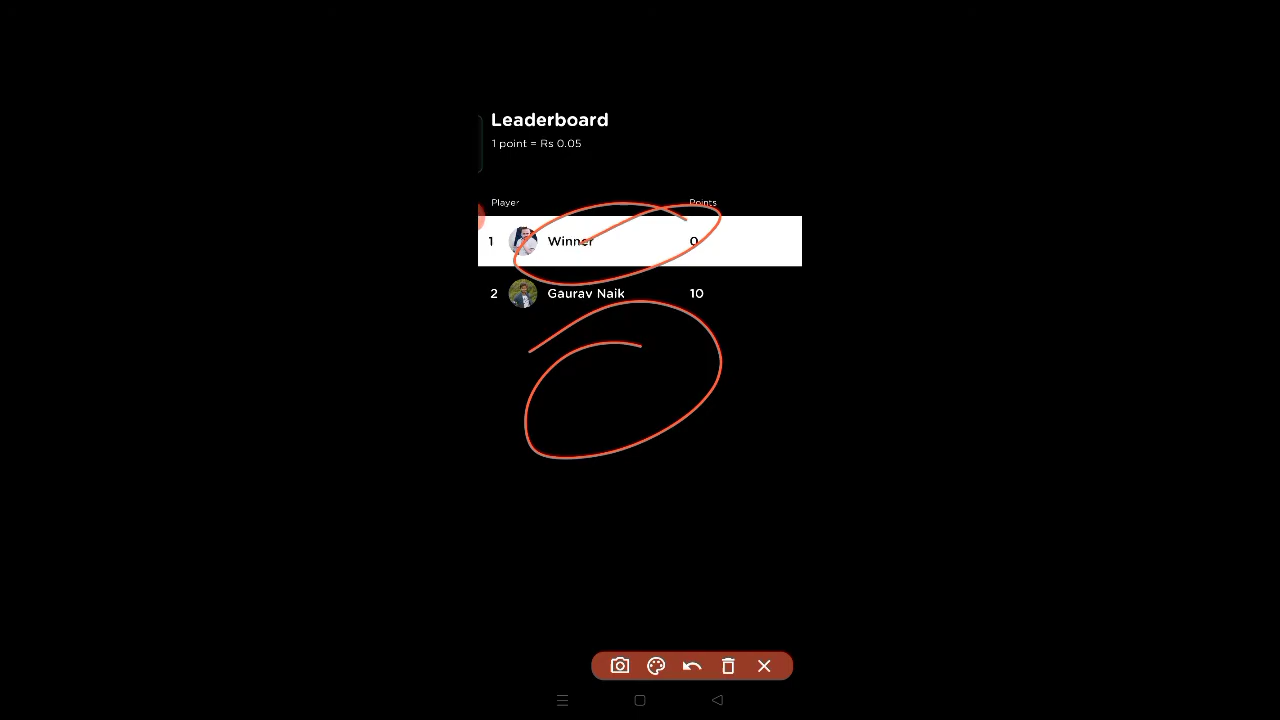 Leaderboard
1 point = Rs 0.05
Player Points
1 Winner 0
2 Gaurav Naik 10